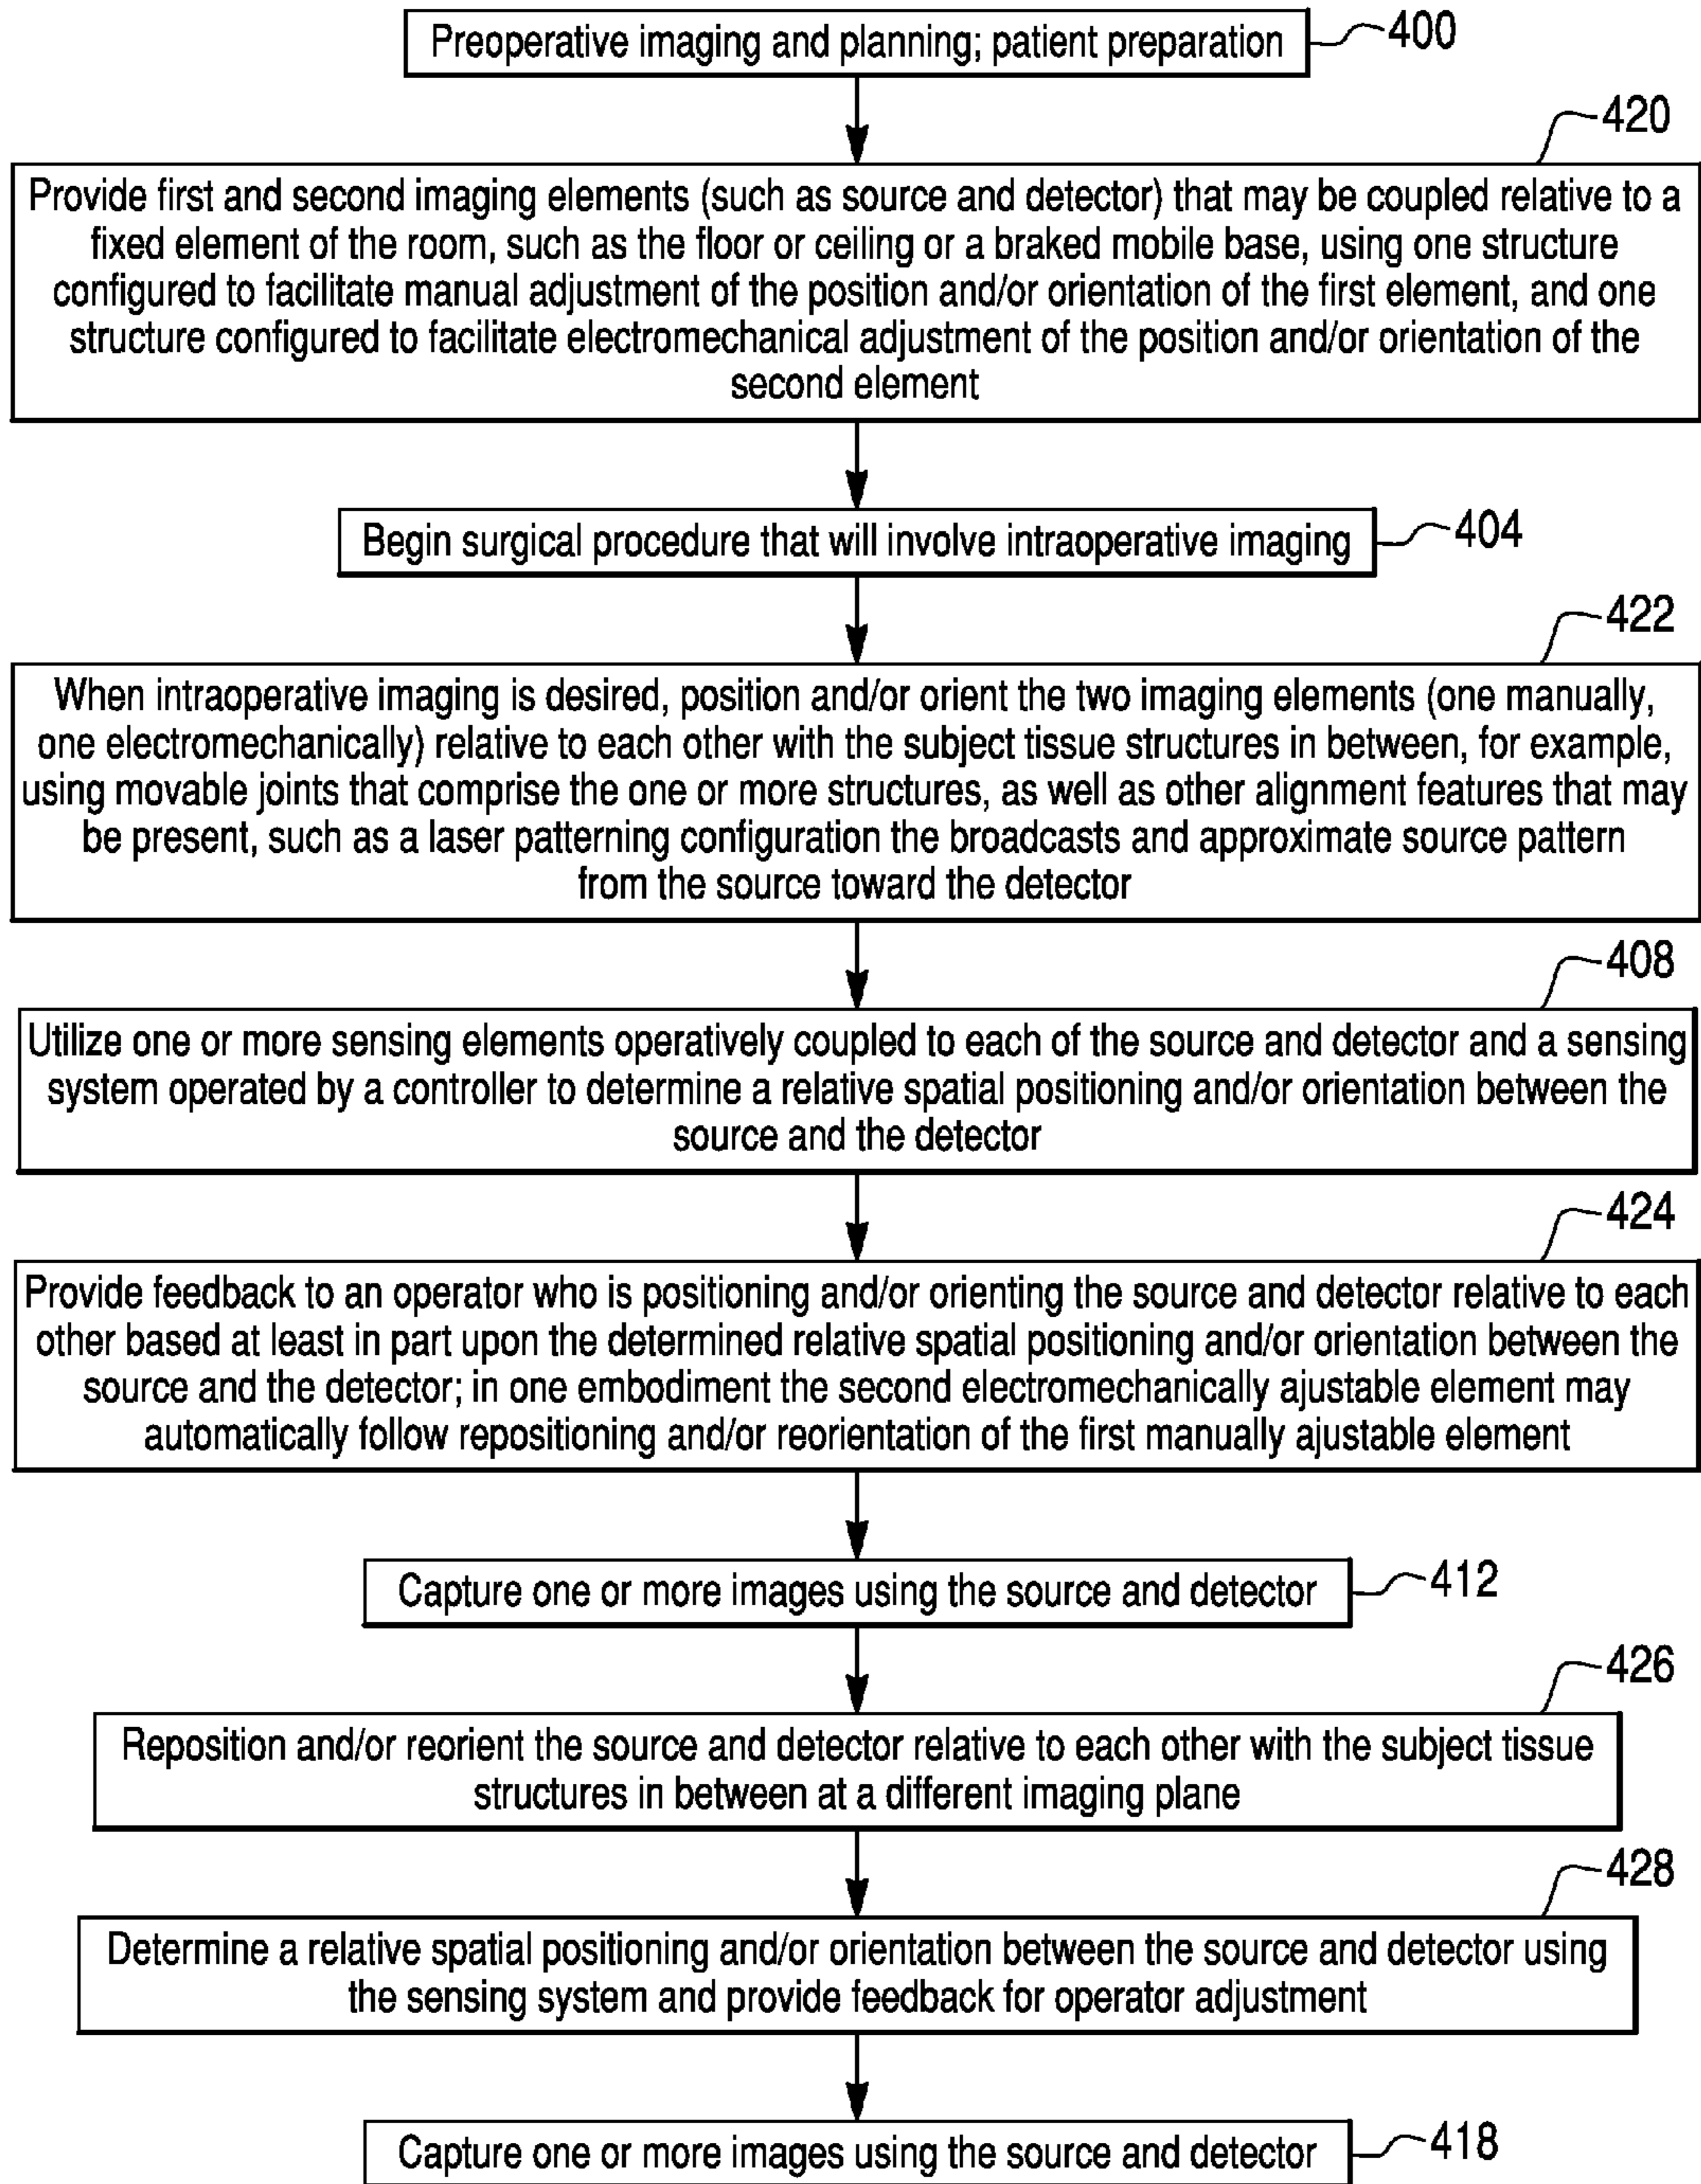 Preoperative imaging and planning; patient preparation
400
420
Provide first and second imaging elements (such as source and detector) that may be coupled relative to a
fixed element of the room, such as the floor or ceiling or a braked mobile base, using one structure
configured to facilitate manual adjustment of the position and/or orientation of the first element, and one
structure configured to facilitate electromechanical adjustment of the position and/or orientation of the
second element
Begin surgical procedure that will involve intraoperative imaging
404
422
When intraoperative imaging is desired, position and/or orient the two imaging elements (one manually,
one electromechanically) relative to each other with the subject tissue structures in between, for example,
using movable joints that comprise the one or more structures, as well as other alignment features that may
be present, such as a laser patterning configuration the broadcasts and approximate source pattern
from the source toward the detector
408
Utilize one or more sensing elements operatively coupled to each of the source and detector and a sensing
system operated by a controller to determine a relative spatial positioning and/or orientation between the
source and the detector
424
Provide feedback to an operator who is positioning and/or orienting the source and detector relative to each
other based at least in part upon the determined relative spatial positioning and/or orientation between the
source and the detector; in one embodiment the second electromechanically ajustable element may
automatically follow repositioning and/or reorientation of the first manually ajustable element
Capture one or more images using the source and detector
412
426
Reposition and/or reorient the source and detector relative to each other with the subject tissue
structures in between at a different imaging plane
428
Determine a relative spatial positioning and/or orientation between the source and detector using
the sensing system and provide feedback for operator adjustment
Capture one or more images using the source and detector
418